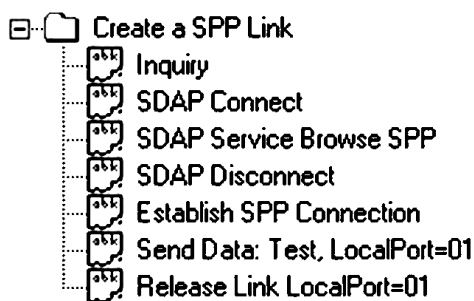 Create a SPP Link
Inquiry
SDAP Connect
SDAP Service Browse SPP
SDAP Disconnect
Establish SPP Connection
Send Data: Test, LocalPort=01
Release Link LocalPort=01